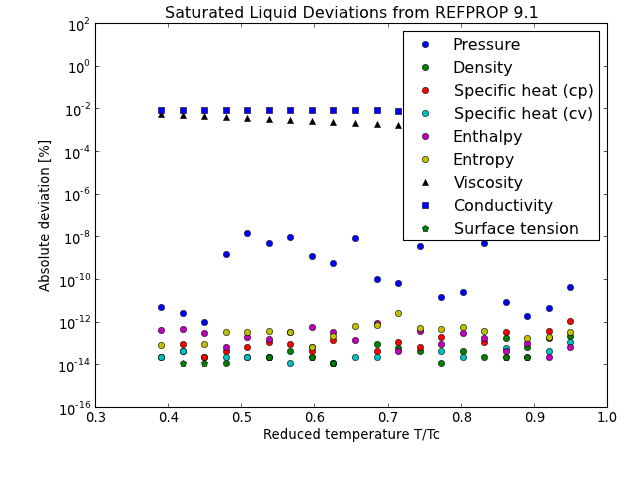 Saturated Liquid Deviations from REFPROP 9.1
10^2
10^0
10^-2
10^-4
10^-6
10^-8
10^-10
10^-12
10^-14
10^-16
Absolute deviation [%]
Pressure
Density
Specific heat (cp)
Specific heat (cv)
Enthalpy
Entropy
Viscosity
Conductivity
Surface tension
0.3 0.4 0.5 0.6 0.7 0.8 0.9 1.0
Reduced temperature T/Tc